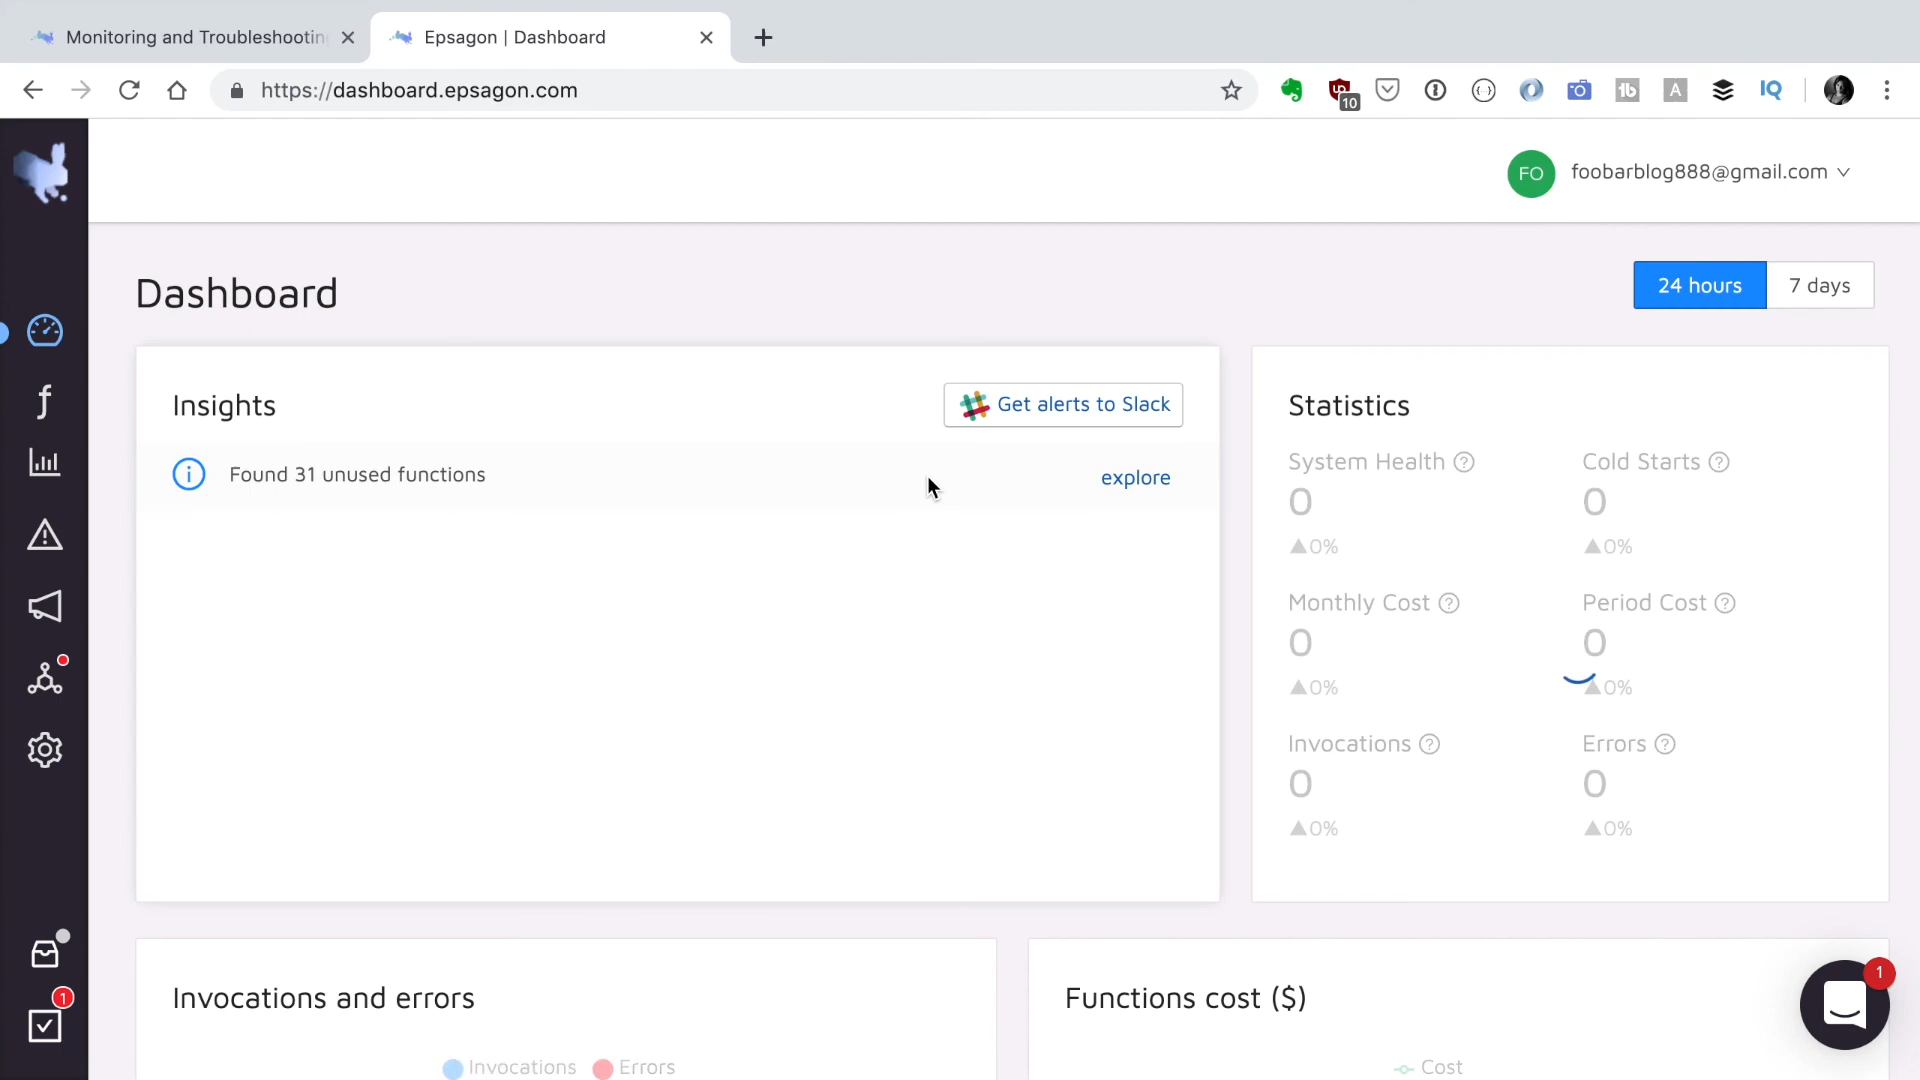 Monitoring and Troubleshootin
Epsagon | Dashboard
https://dashboard.epsagon.com
10
FO
foobarblog888@gmail.com
Dashboard
24 hours
7 days
Insights
Get alerts to Slack
Found 31 unused functions
explore
Statistics
System Health
Cold Starts
0
0
▲0%
▲0%
Monthly Cost
Period Cost
0
0
▲0%
▲0%
Invocations
Errors
0
0
▲0%
▲0%
1
1
Invocations and errors
Functions cost ($)
Invocations
Errors
Cost